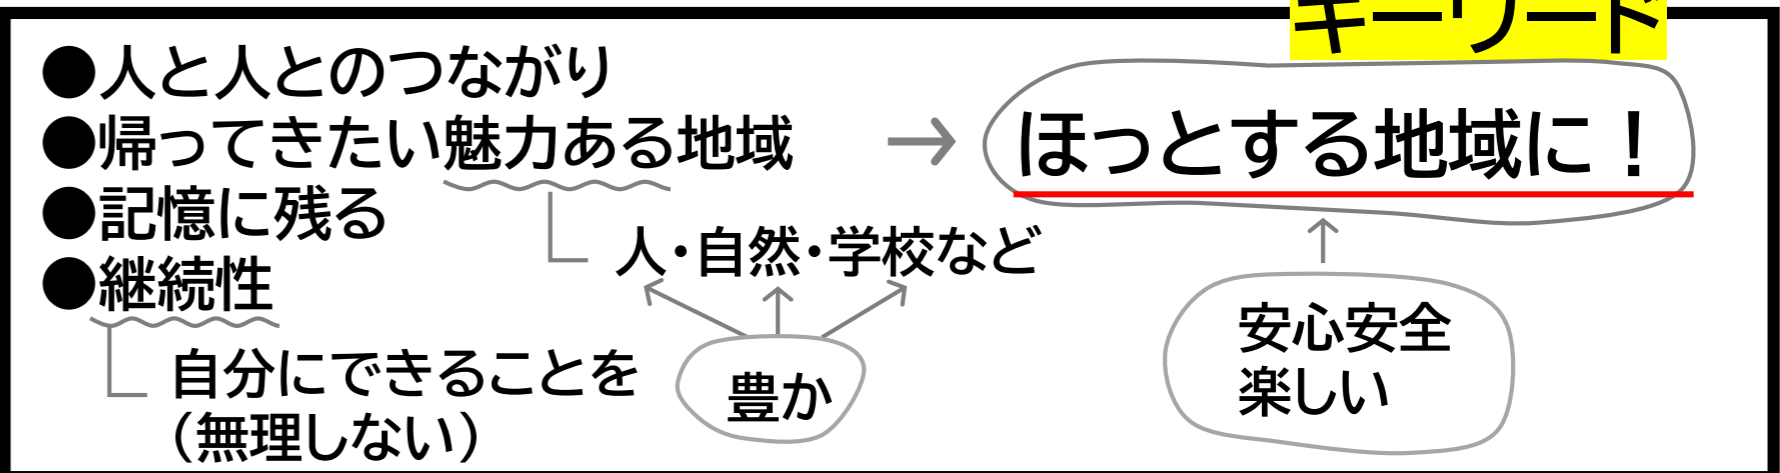 キーワード
●人と人とのつながり
●帰ってきたい魅力ある地域
→ ほっとする地域に！
●記憶に残る
人・自然・学校など
●継続性
自分にできることを
（無理しない）
豊か
安心安全
楽しい